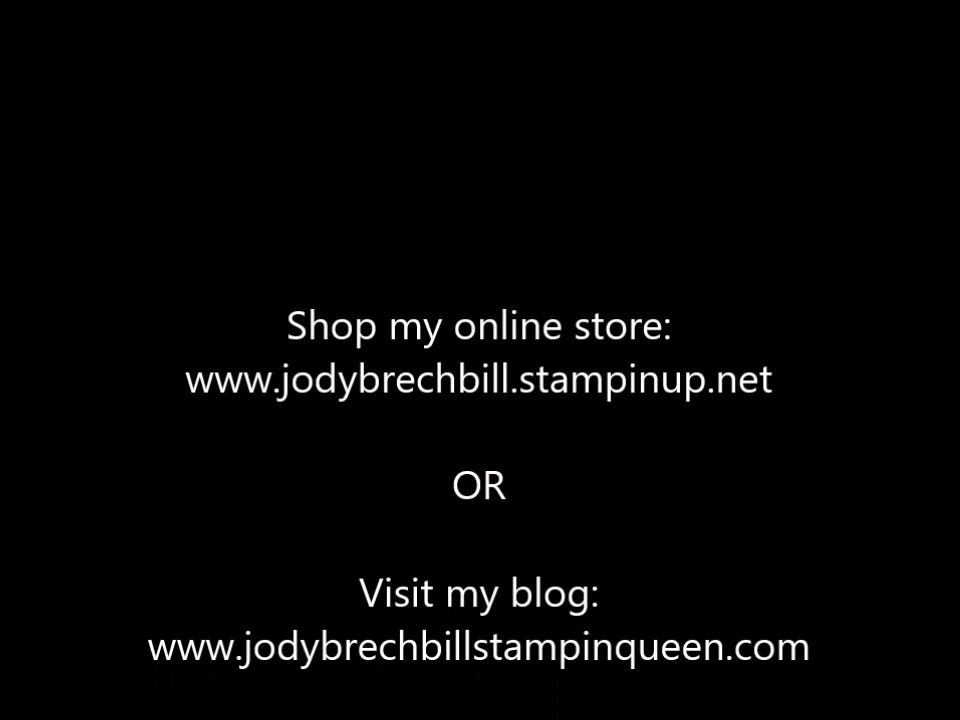 Shop my online store:
www.jodybrechbill.stampinup.net
OR
Visit my blog:
www.jodybrechbillstampinqueen.com